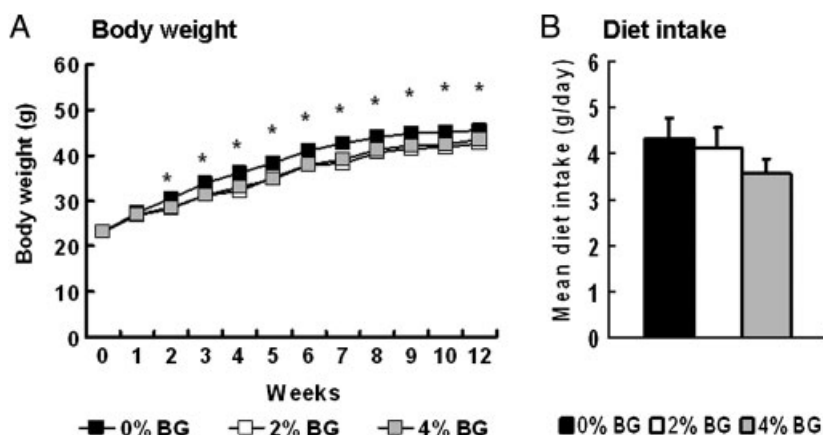 A Body weight
Body weight (g)
60
50
40
30
20
10
0
* * * * * * * * * *
0 1 2 3 4 5 6 7 8 9 10 12
Weeks
0% BG 2% BG 4% BG
B Diet intake
Mean diet intake (g/day)
6
5
4
3
2
1
0
0% BG 2% BG 4% BG